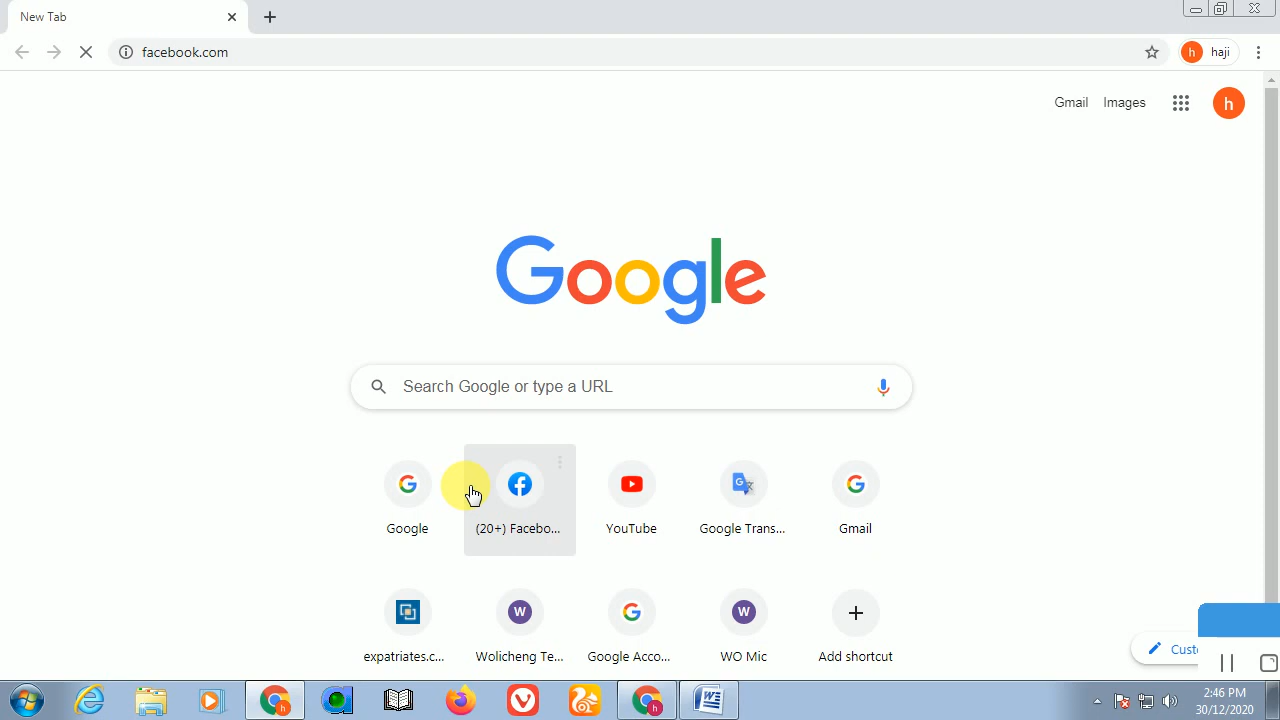 New Tab
facebook.com
h haji
Gmail Images h
Google
Search Google or type a URL
Google (20+) Facebo... YouTube Google Trans... Gmail
W W
expatriates.c... Wolicheng Te... Google Acco... WO Mic Add shortcut
Custo
2:46 PM
30/12/2020